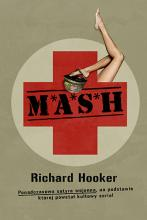 M*A*S*H
Richard Hooker
Ponadczasowa satyra wojenna, na podstawie
której powstał kultowy serial